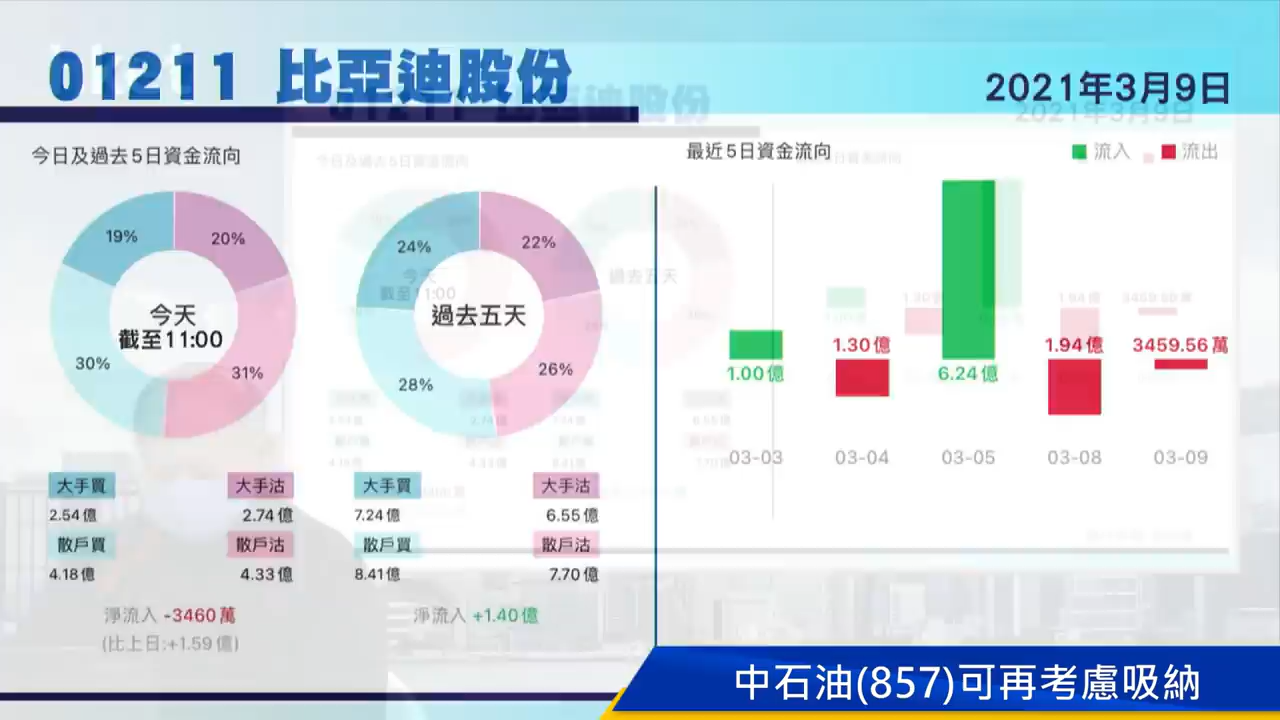 01211 比亞迪股份
2021年3月9日
今日及過去5日資金流向
19%
20%
30%
31%
今天
截至11:00
24%
22%
28%
26%
過去五天
大手買
大手沽
2.54億
2.74億
散戶買
散戶沽
4.18億
4.33億
淨流入 -3460萬
(比上日:+1.59億)
大手買
大手沽
7.24億
6.55億
散戶買
散戶沽
8.41億
7.70億
淨流入 +1.40億
最近5日資金流向
流入
流出
1.00億
1.30億
6.24億
1.94億
3459.56萬
03-03
03-04
03-05
03-08
03-09
中石油(857)可再考慮吸納